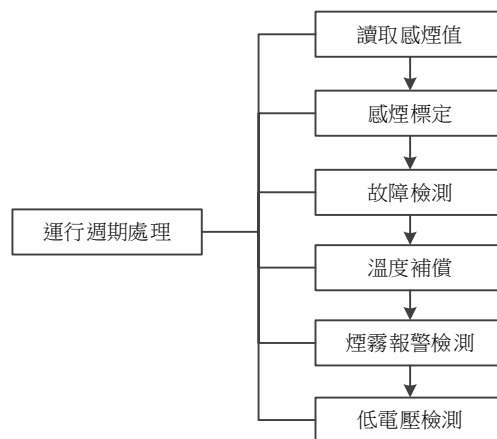 讀取感煙值
感煙標定
故障檢測
運行週期處理
溫度補償
煙霧報警檢測
低電壓檢測